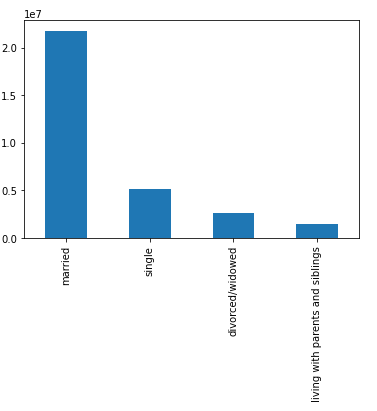 1e7
2.0
1.5
1.0
0.5
0.0
married
single
divorced/widowed
living with parents and siblings